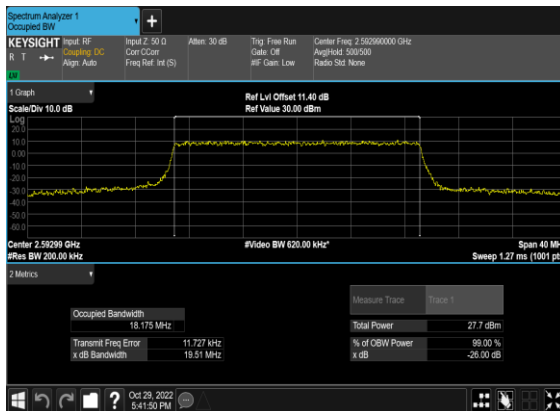 Spectrum Analyzer 1
Occupied BW
KEYSIGHT
R T
Input: RF
Coupling: DC
Align: Auto
Input Z: 50 Ω
Corr CCorr
Freq Ref: Int (S)
Atten: 30 dB
Trig: Free Run
Gate: Off
#IF Gain: Low
Center Freq: 2.592990000 GHz
Avg|Hold: 500/500
Radio Std: None
1 Graph
Scale/Div 10.0 dB
Ref Lvl Offset 11.40 dB
Ref Value 30.00 dBm
Log
20.0
10.0
0.00
-10.0
-20.0
-30.0
-40.0
-50.0
-60.0
Center 2.59299 GHz
#Video BW 620.00 kHz*
Span 40 MH
#Res BW 200.00 kHz
Sweep 1.27 ms (1001 pts
2 Metrics
Measure Trace
Trace 1
Occupied Bandwidth
18.175 MHz
Total Power
27.7 dBm
Transmit Freq Error
11.727 kHz
% of OBW Power
99.00 %
x dB Bandwidth
19.51 MHz
x dB
-26.00 dB
?
Oct 29, 2022
5:41:50 PM